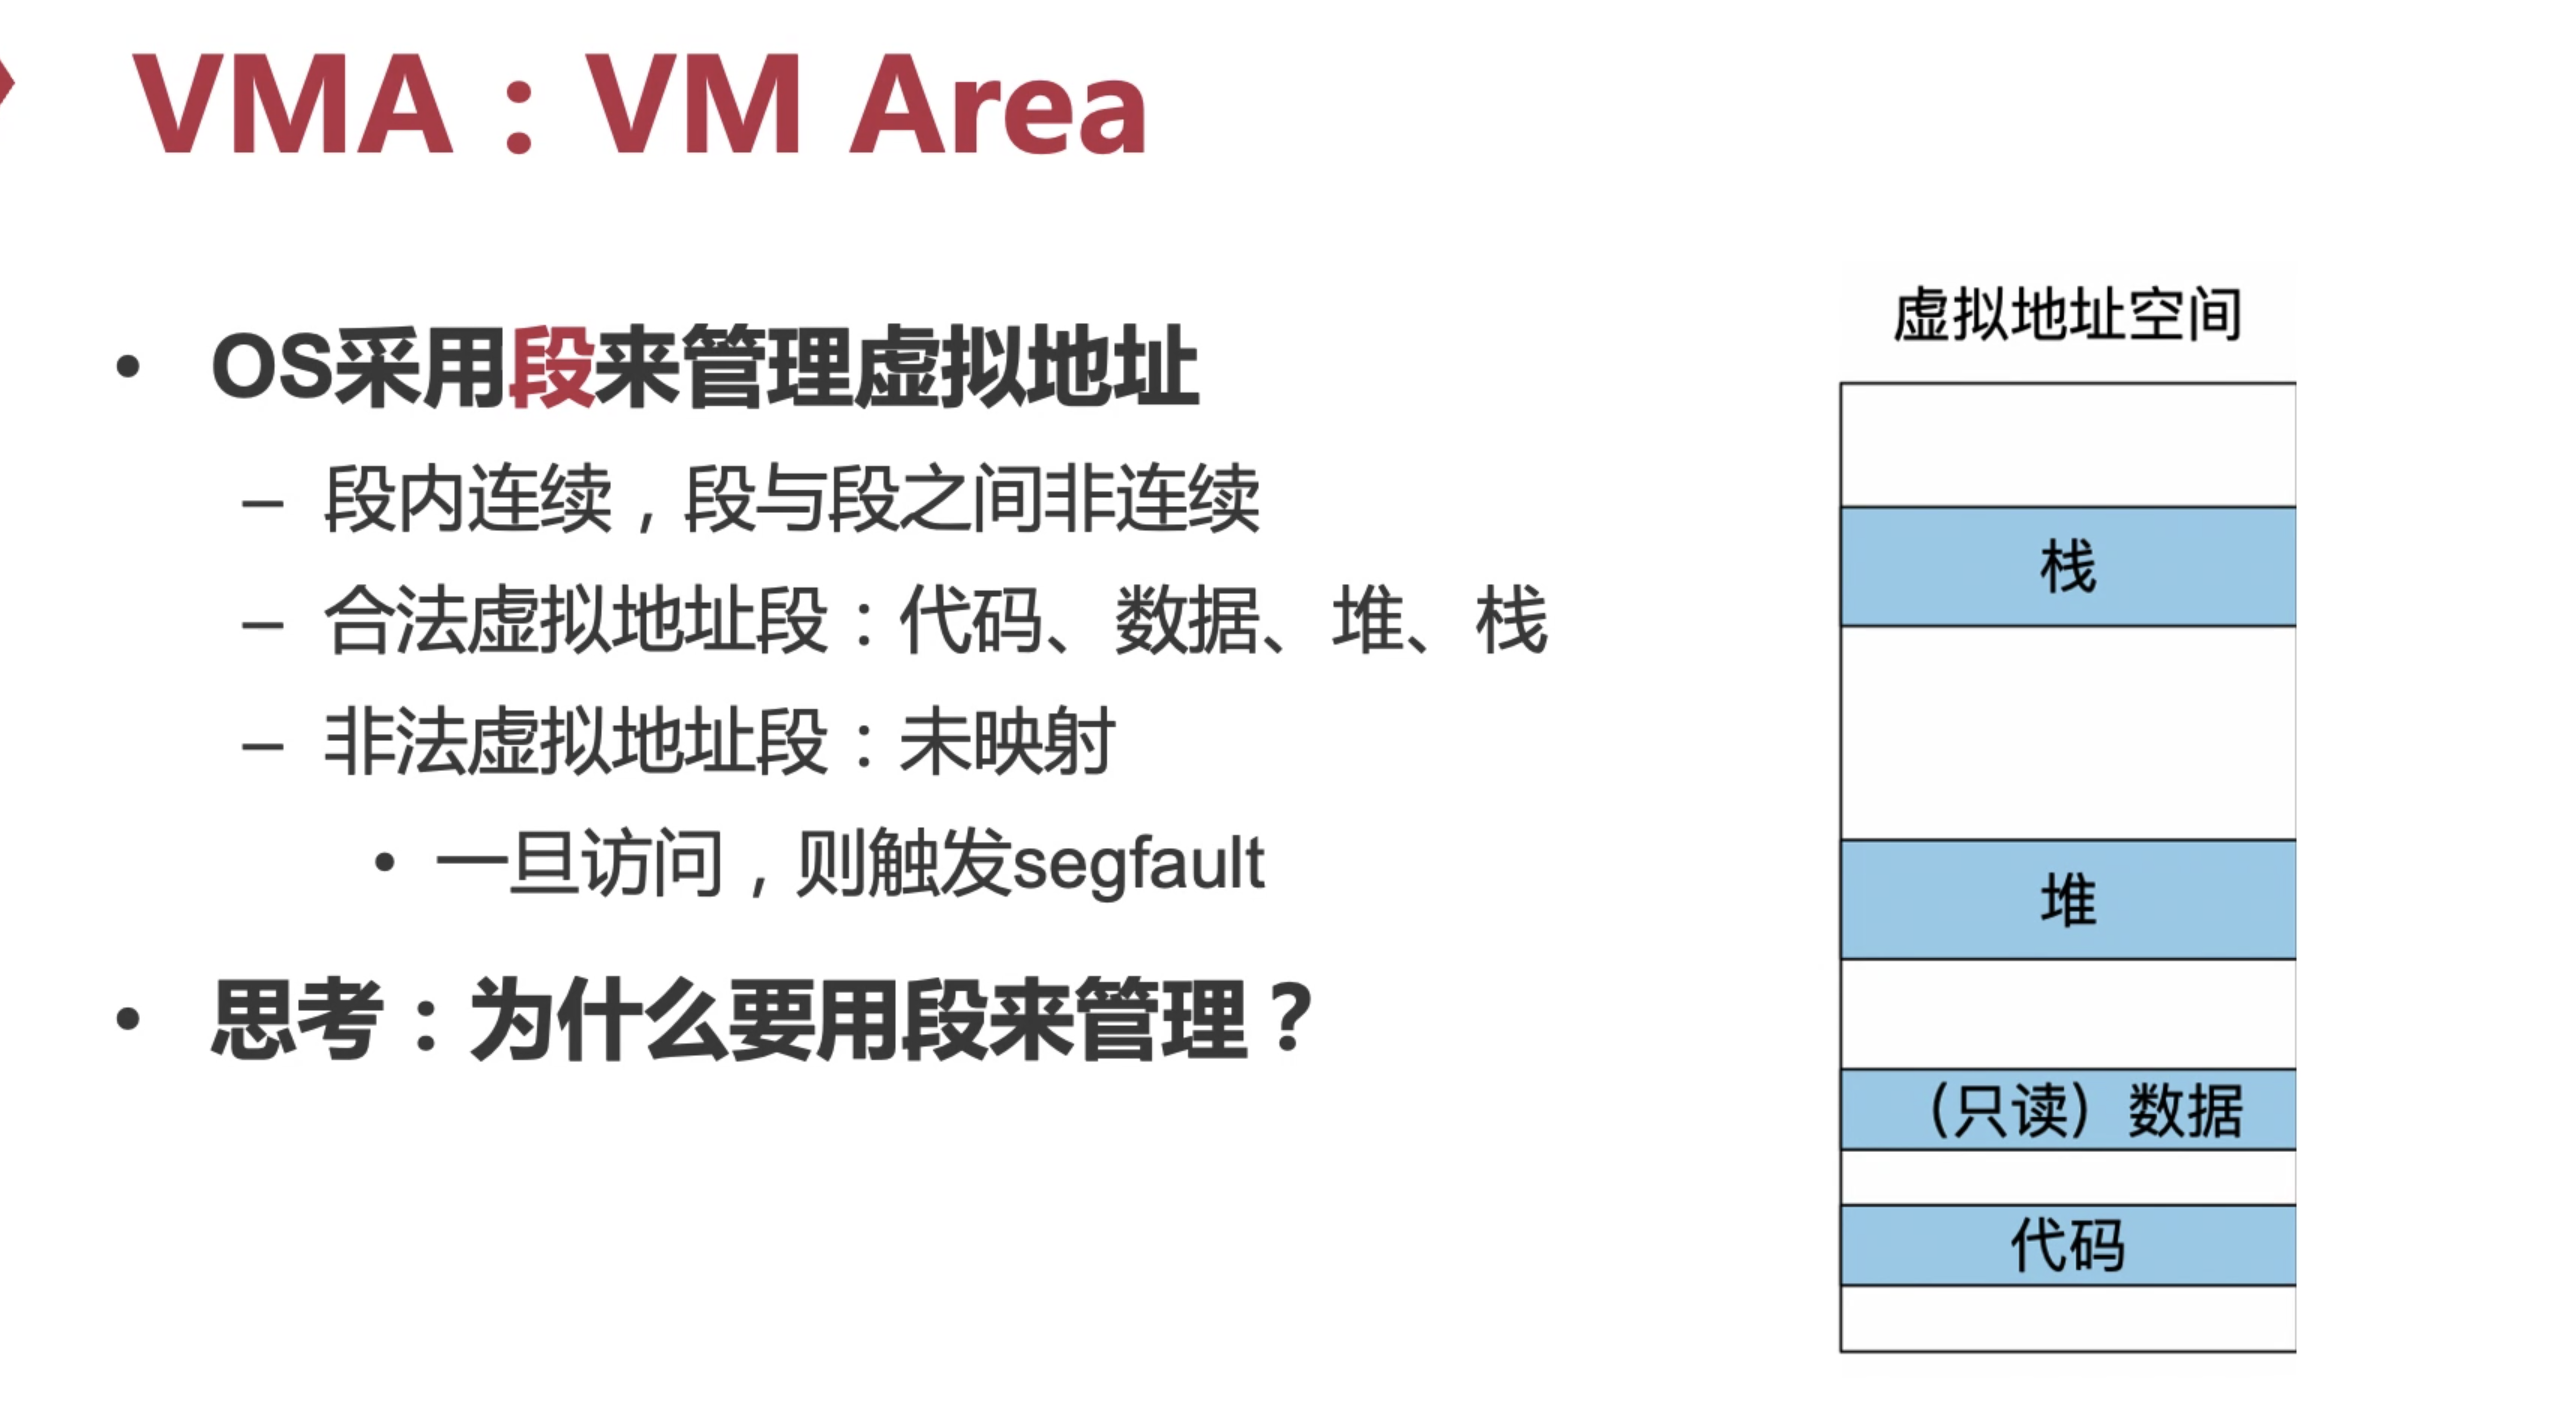 VMA：VM Area
• OS采用段来管理虚拟地址
– 段内连续，段与段之间非连续
– 合法虚拟地址段：代码、数据、堆、栈
– 非法虚拟地址段：未映射
• 一旦访问，则触发segfault
• 思考：为什么要用段来管理？
虚拟地址空间
栈
堆
（只读）数据
代码